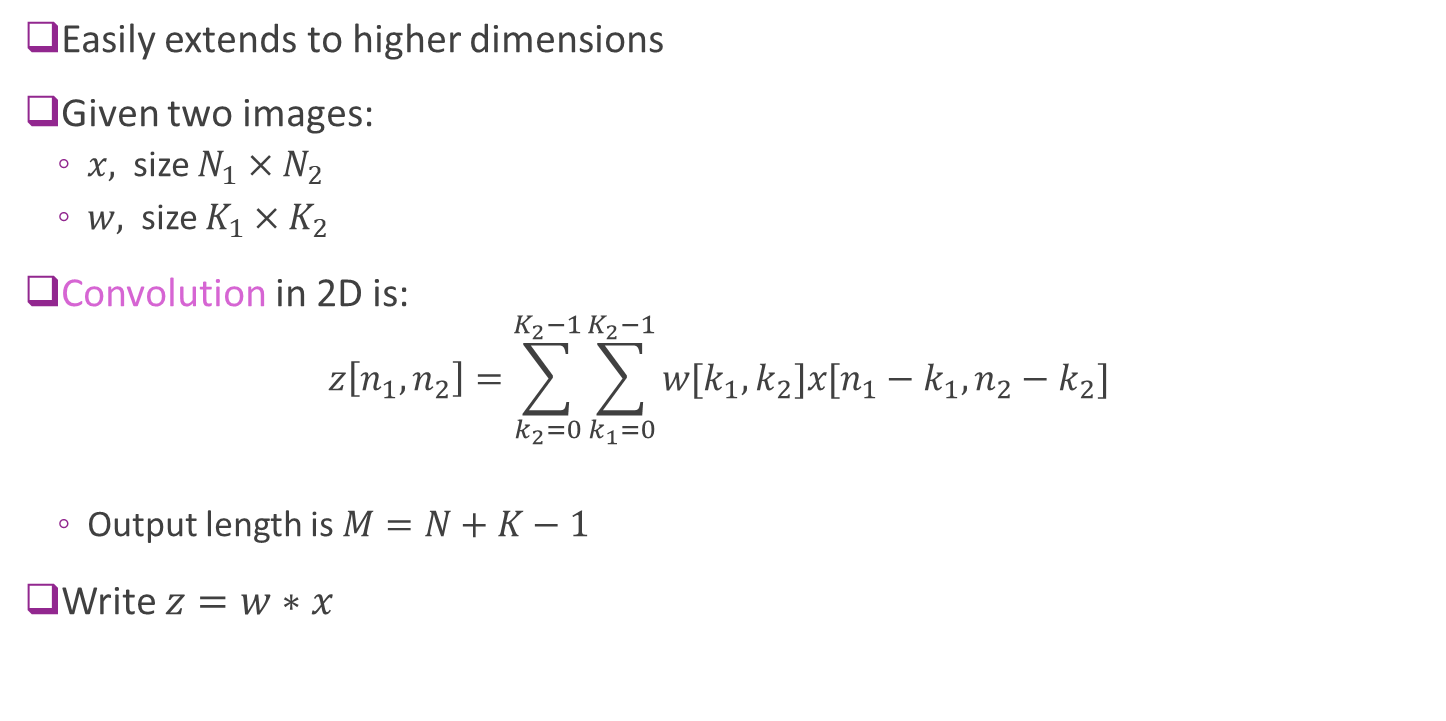 ❑Easily extends to higher dimensions
❑Given two images:
◦ x, size N₁ × N₂
◦ w, size K₁ × K₂
❑Convolution in 2D is:
z[n₁, n₂] = ∑_{k₂=0}^{K₂−1} ∑_{k₁=0}^{K₂−1} w[k₁, k₂]x[n₁ − k₁, n₂ − k₂]
◦ Output length is M = N + K − 1
❑Write z = w ∗ x